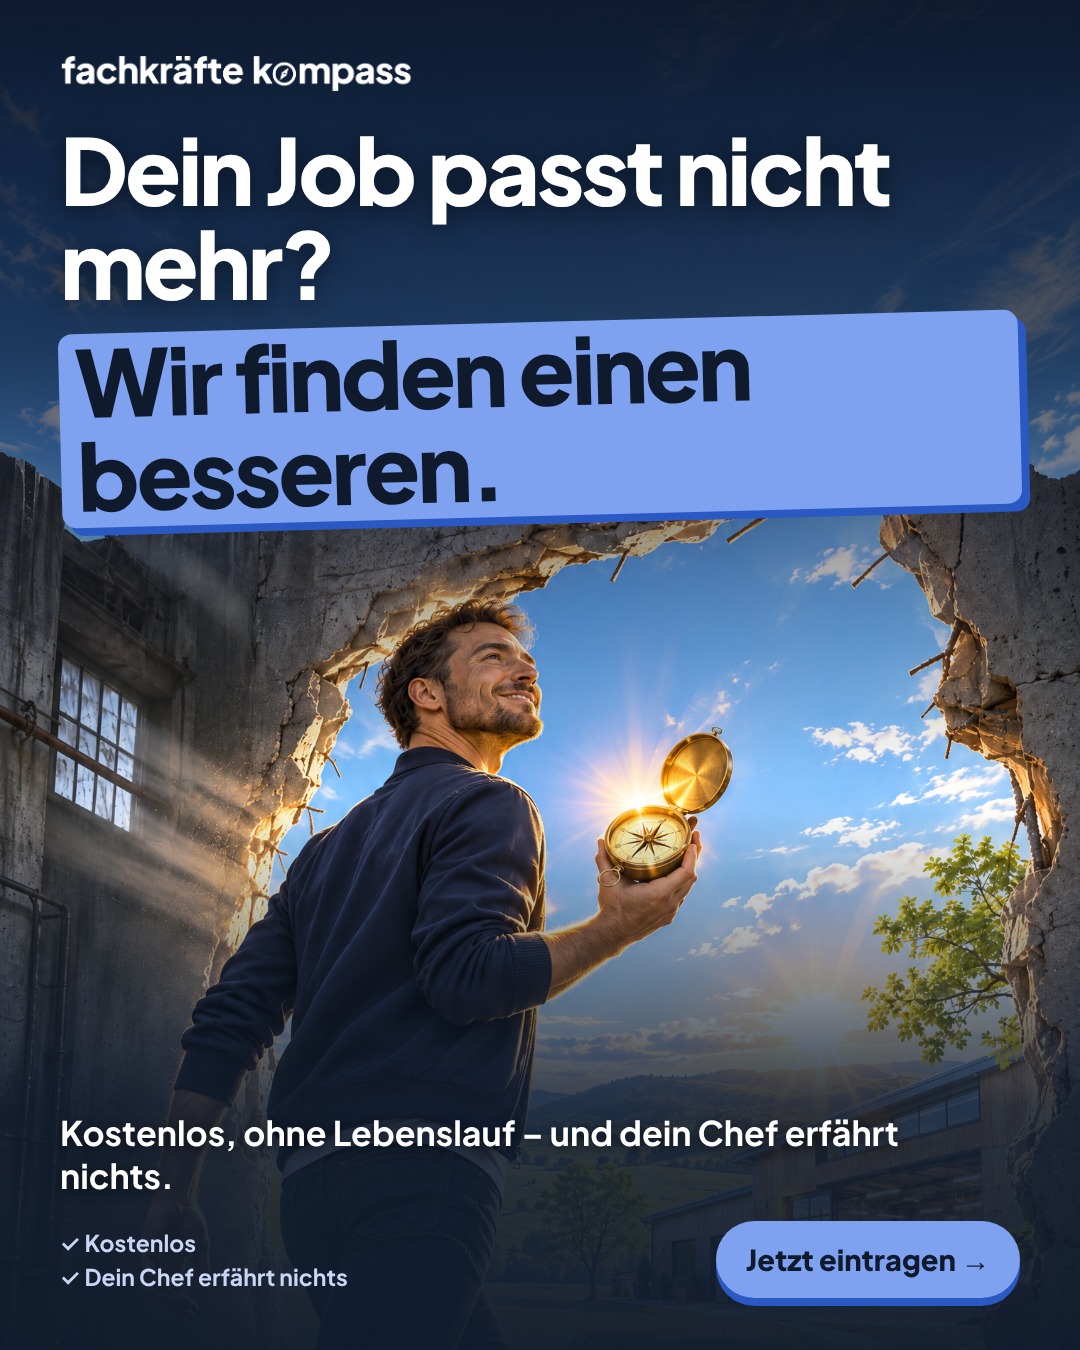 fachkräfte kompass
Dein Job passt nicht
mehr?
Wir finden einen
besseren.
Kostenlos, ohne Lebenslauf – und dein Chef erfährt
nichts.
✓ Kostenlos
✓ Dein Chef erfährt nichts
Jetzt eintragen →